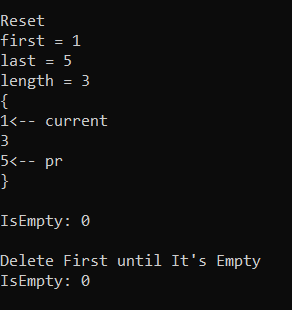 Reset
first = 1
last = 5
length = 3
{
1<-- current
3
5<-- pr
}
IsEmpty: 0
Delete First until It's Empty
IsEmpty: 0